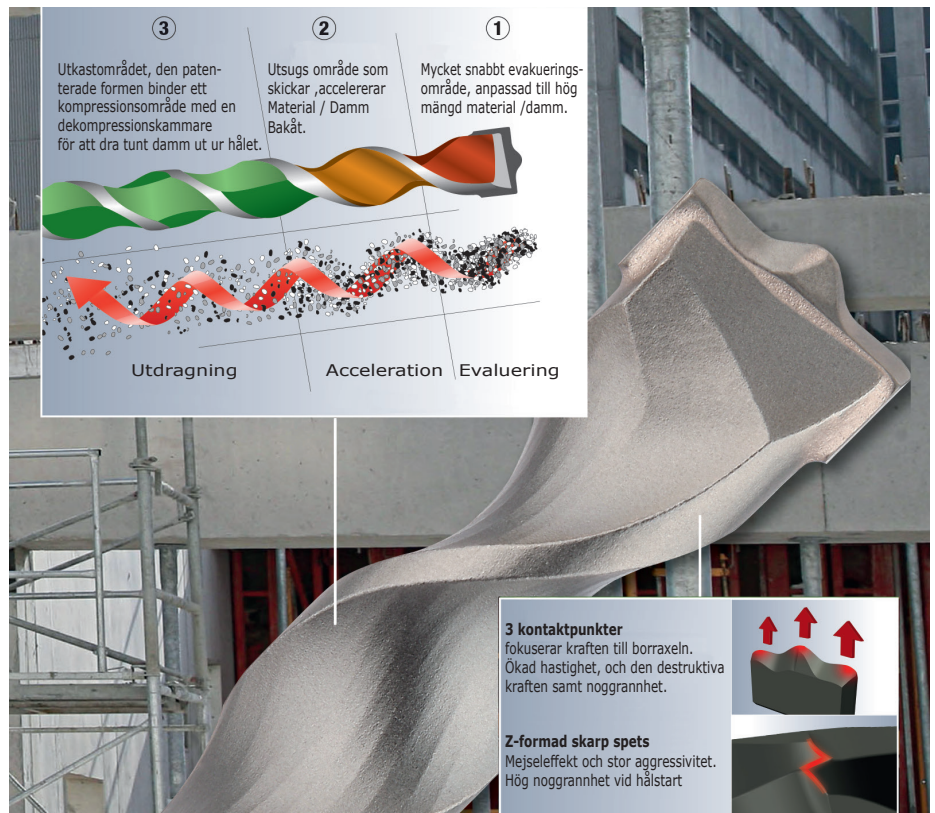 3
Utkastområdet, den paten-
terade formen binder ett
kompressionsområde med en
dekompressionskammare
för att dra tunt damm ut ur hålet.
2
Utsugs område som
skickar ,accelererar
Material / Damm
Bakåt.
1
Mycket snabbt evakuerings-
område, anpassad till hög
mängd material /damm.
Utdragning
Acceleration
Evaluering
3 kontaktpunkter
fokuserar kraften till borraxeln.
Ökad hastighet, och den destruktiva
kraften samt noggrannhet.
Z-formad skarp spets
Mejseleffekt och stor aggressivitet.
Hög noggrannhet vid hålstart